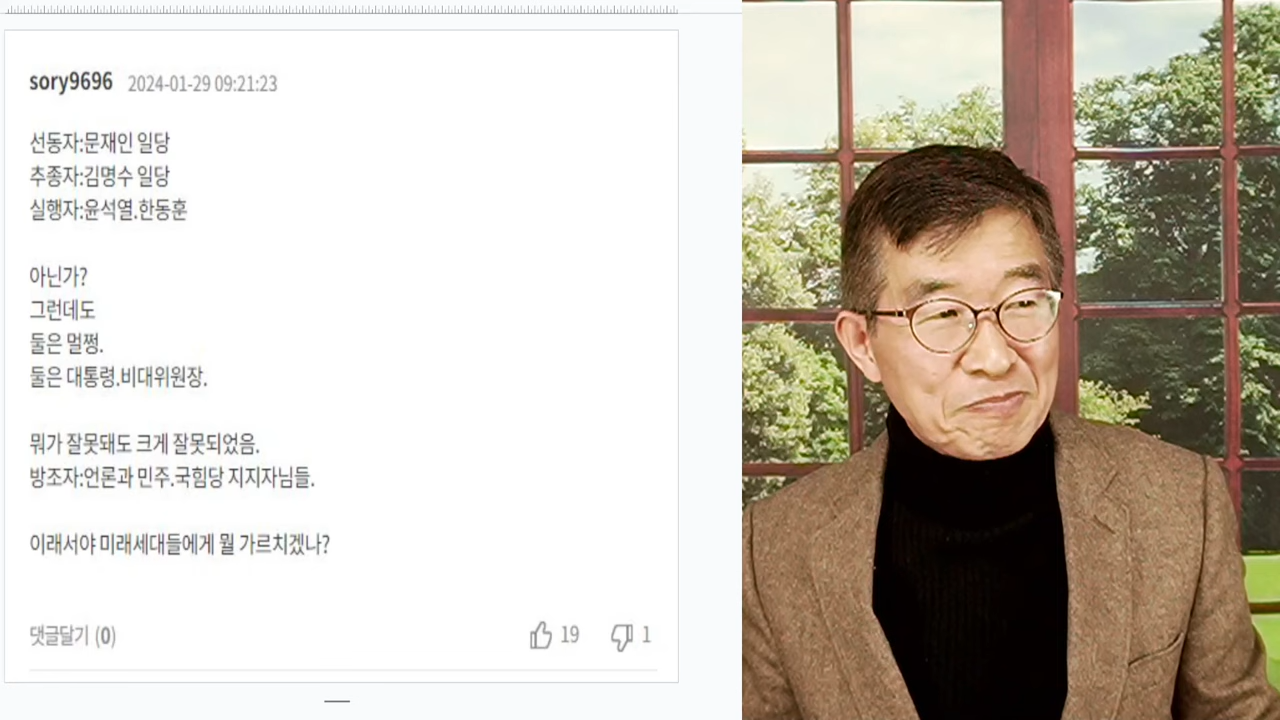 sory9696 2024-01-29 09:21:23
선동자:문재인 일당
추종자:김명수 일당
실행자:윤석열.한동훈
아닌가?
그런데도
둘은 멀쩡.
둘은 대통령.비대위원장.
뭐가 잘못돼도 크게 잘못되었음.
방조자:언론과 민주.국힘당 지지자님들.
이래서야 미래세대들에게 뭘 가르치겠나?
댓글달기 (0) 19 1